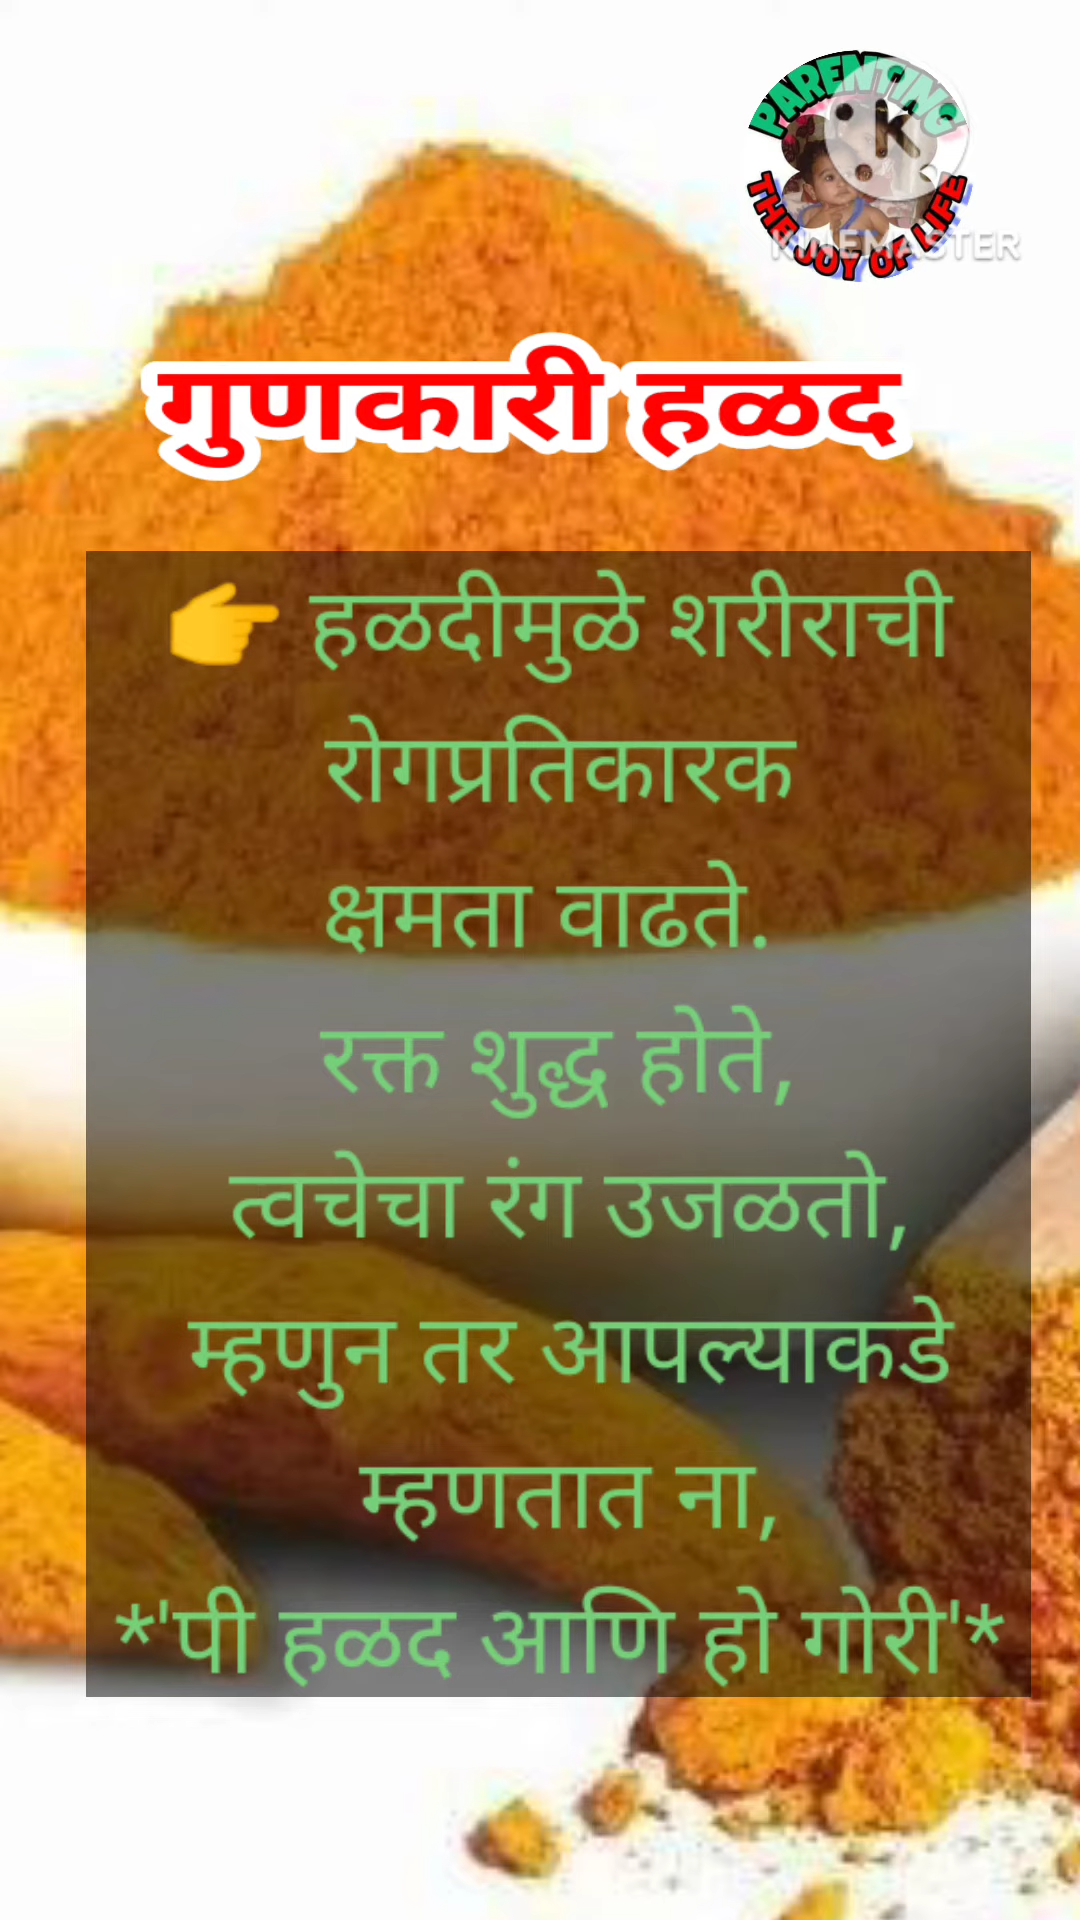 PARENTING
THE JOY OF LIFE
KINEMASTER
गुणकारी हळद
👉 हळदीमुळे शरीराची
रोगप्रतिकारक
क्षमता वाढते.
रक्त शुद्ध होते,
त्वचेचा रंग उजळतो,
म्हणुन तर आपल्याकडे
म्हणतात ना,
*'पी हळद आणि हो गोरी'*